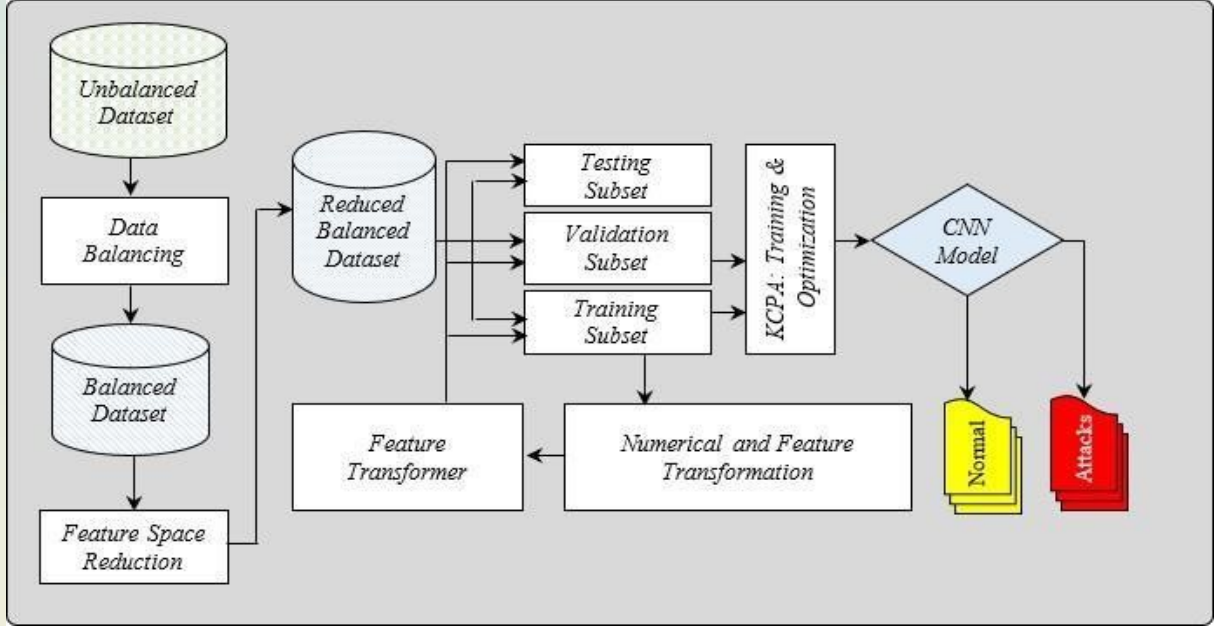 Unbalanced
Dataset
Data
Balancing
Balanced
Dataset
Feature Space
Reduction
Reduced
Balanced
Dataset
Testing
Subset
Validation
Subset
Training
Subset
Feature
Transformer
Numerical and Feature
Transformation
KCPA: Training &
Optimization
CNN
Model
Normal
Attacks